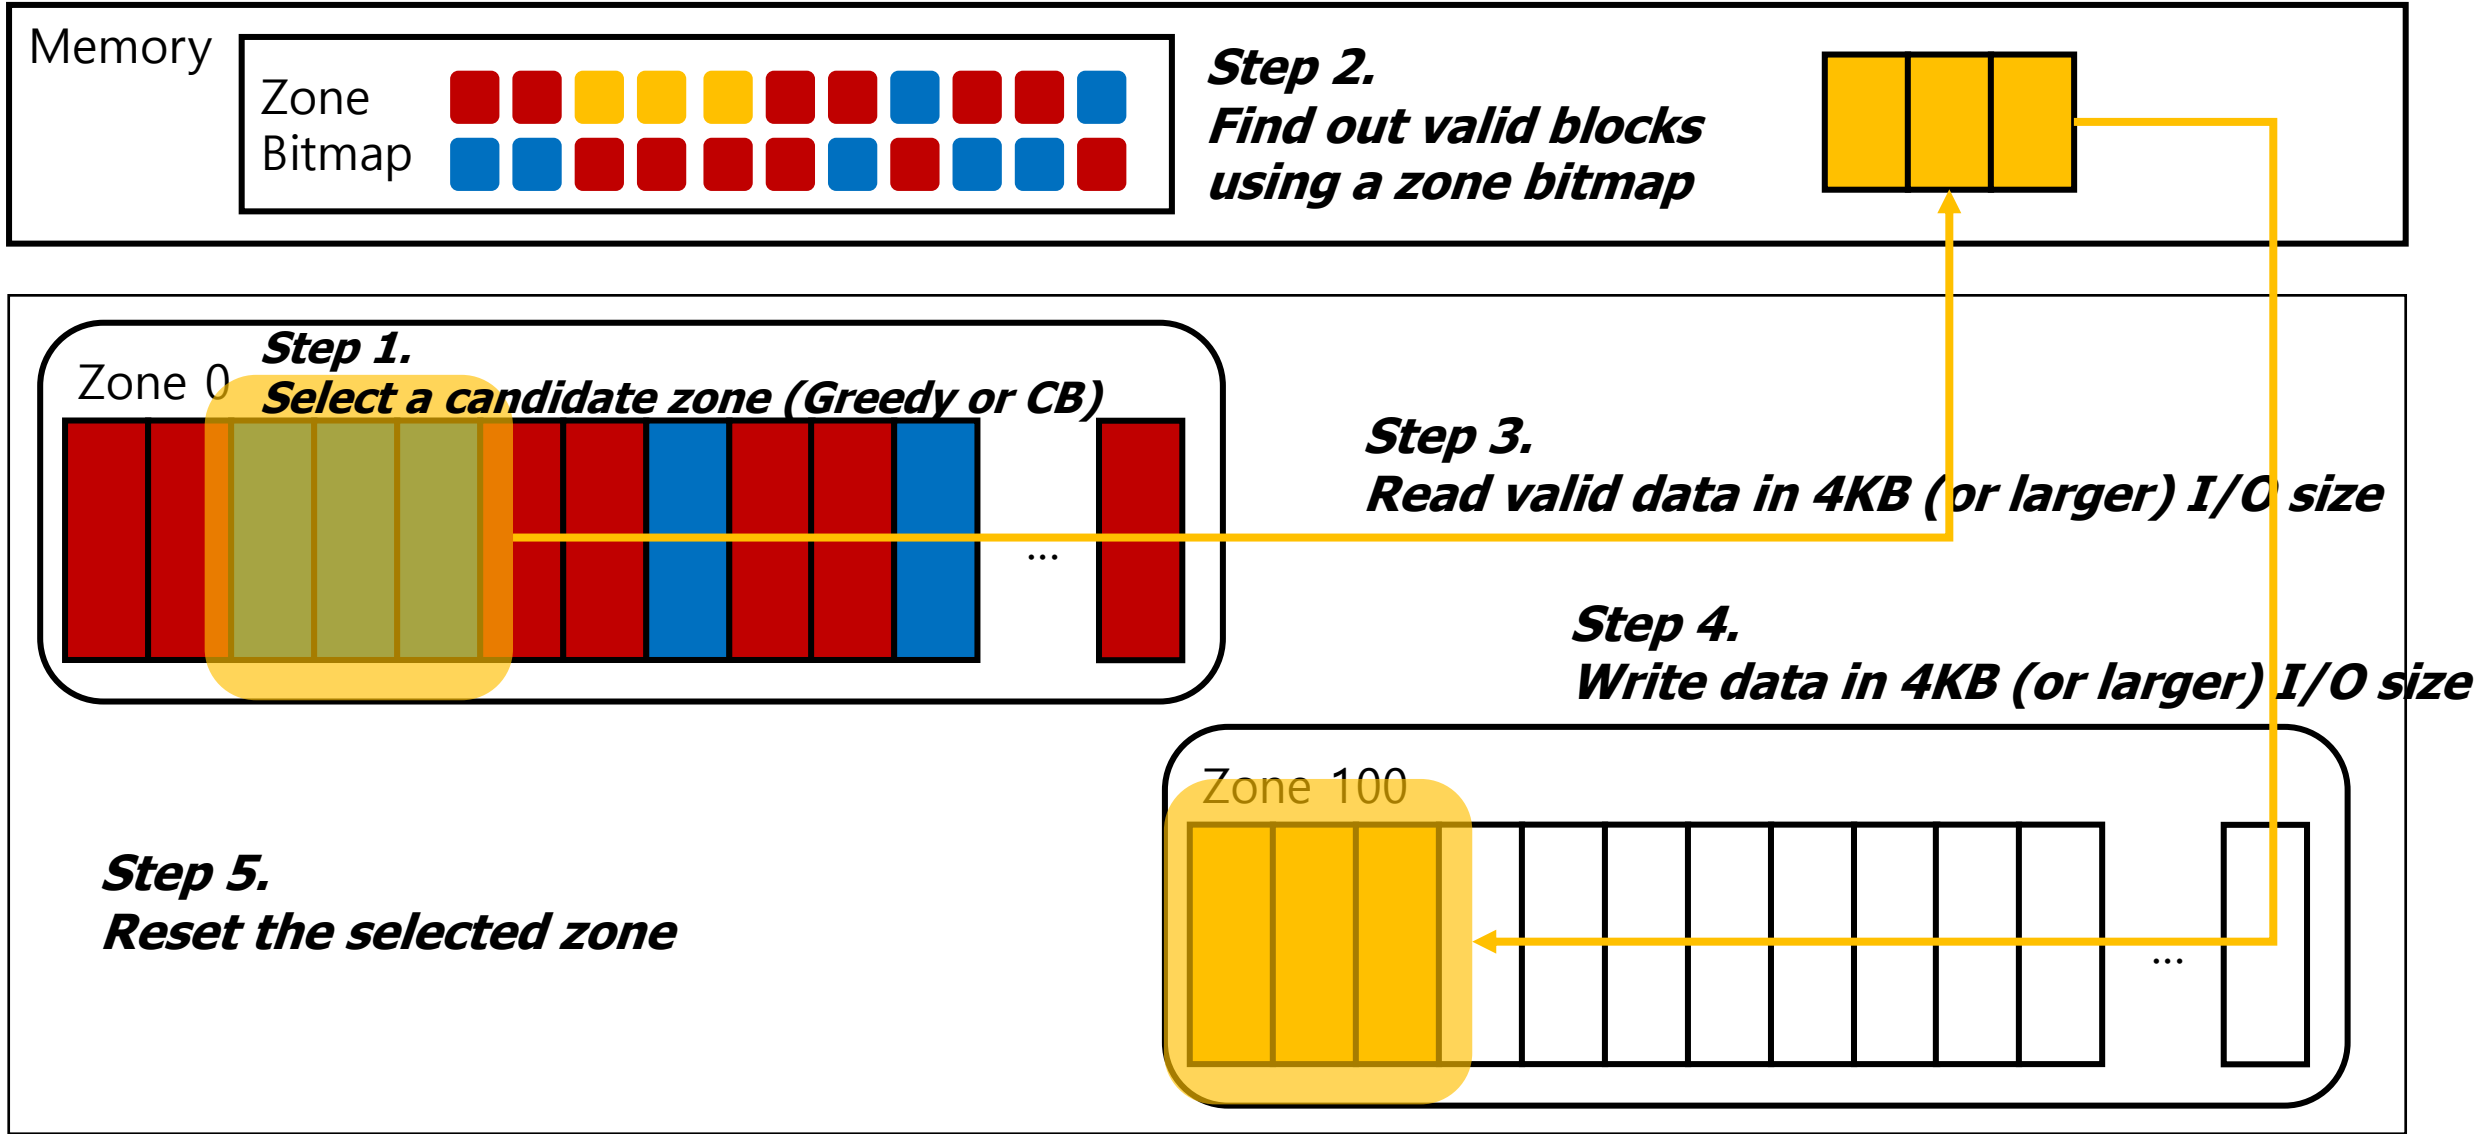 Memory
Zone
Bitmap
Step 2.
Find out valid blocks
using a zone bitmap
Step 1.
Zone 0
Select a candidate zone (Greedy or CB)
...
Step 3.
Read valid data in 4KB (or larger) I/O size
Step 4.
Write data in 4KB (or larger) I/O size
Zone 100
...
Step 5.
Reset the selected zone